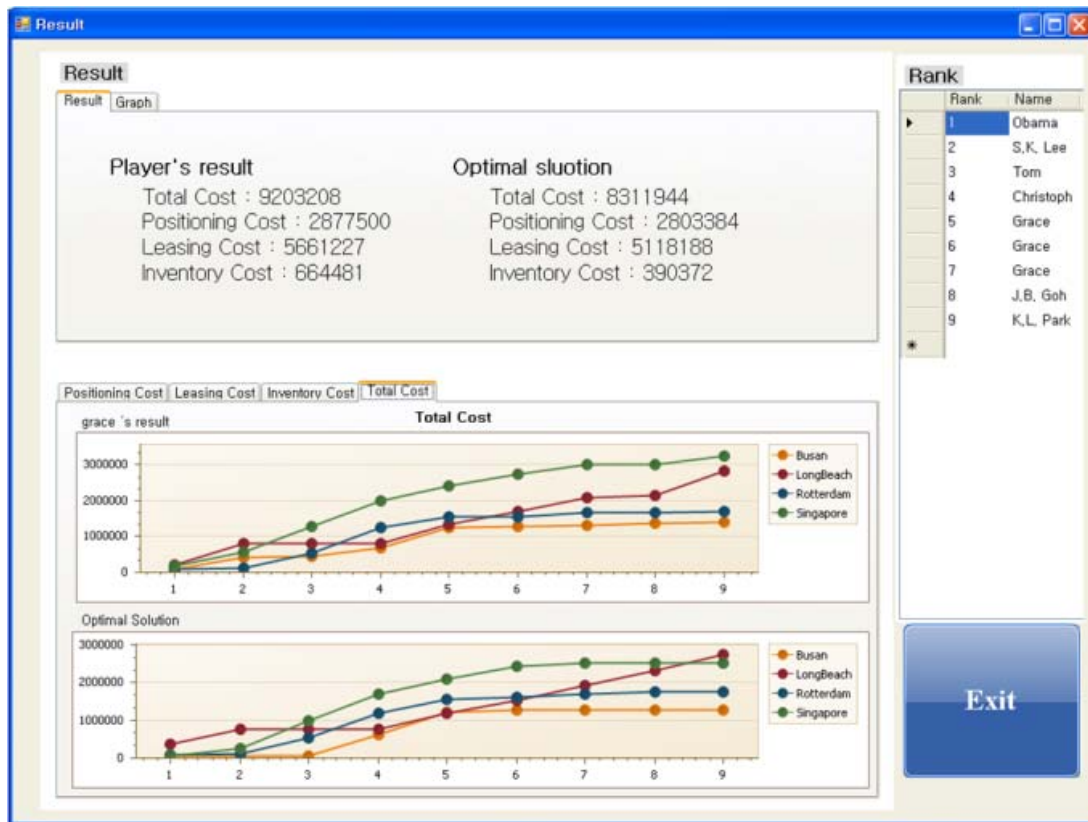 Result
Result
Result Graph
Player's result
Total Cost : 9203208
Positioning Cost : 2877500
Leasing Cost : 5661227
Inventory Cost : 664481
Optimal sluotion
Total Cost : 8311944
Positioning Cost : 2803384
Leasing Cost : 5118188
Inventory Cost : 390372
Positioning Cost Leasing Cost Inventory Cost Total Cost
grace 's result
Total Cost
3000000
2000000
1000000
0
1 2 3 4 5 6 7 8 9
Busan
LongBeach
Rotterdam
Singapore
Optimal Solution
3000000
2000000
1000000
0
1 2 3 4 5 6 7 8 9
Busan
LongBeach
Rotterdam
Singapore
Rank
Rank Name
1 Obama
2 S,K, Lee
3 Tom
4 Christoph
5 Grace
6 Grace
7 Grace
8 J,B, Goh
9 K,L, Park
*
Exit